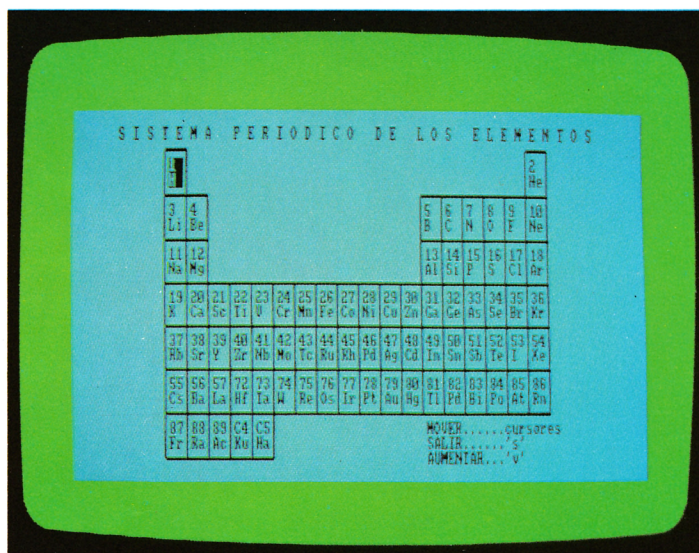 SISTEMA PERIODICO DE LOS ELEMENTOS
1 2
He
3 4 5 6 7 8 9 10
Li Be B C N O F Ne
11 12 13 14 15 16 17 18
Na Mg Al Si P S Cl Ar
19 20 21 22 23 24 25 26 27 28 29 30 31 32 33 34 35 36
K Ca Sc Ti V Cr Mn Fe Co Ni Cu Zn Ga Ge As Se Br Kr
37 38 39 40 41 42 43 44 45 46 47 48 49 50 51 52 53 54
Rb Sr Y Zr Nb Mo Tc Ru Rh Pd Ag Cd In Sn Sb Te I Xe
55 56 57 72 73 74 75 76 77 78 79 80 81 82 83 84 85 86
Cs Ba La Hf Ta W Re Os Ir Pt Au Hg Tl Pd Bi Po At Rn
87 88 89 C4 C5
Fr Ra Ac Ku Ha
MOVER......cursores
SALIR......'s'
AUMENTAR...'v'